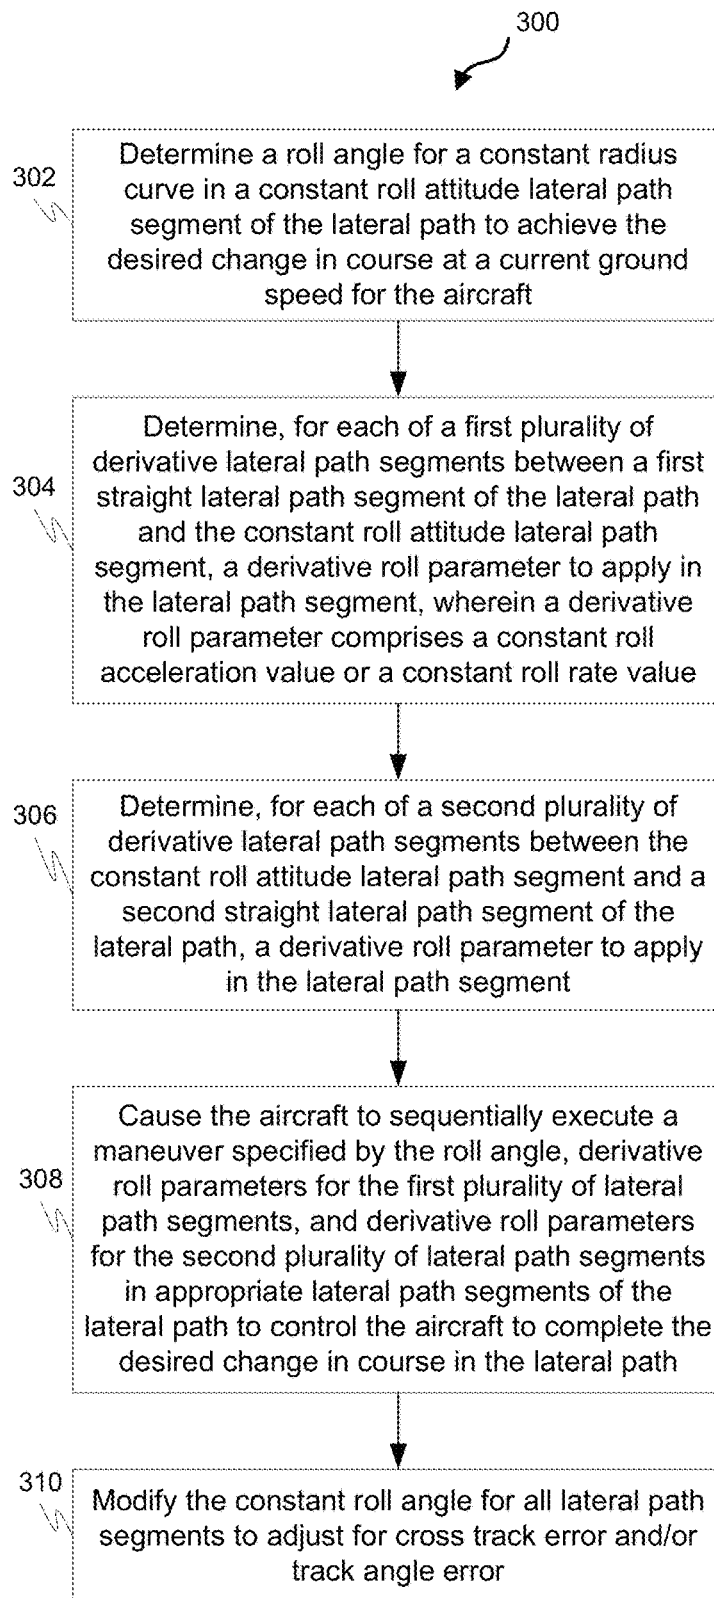 300
302
Determine a roll angle for a constant radius
curve in a constant roll attitude lateral path
segment of the lateral path to achieve the
desired change in course at a current ground
speed for the aircraft
304
Determine, for each of a first plurality of
derivative lateral path segments between a first
straight lateral path segment of the lateral path
and the constant roll attitude lateral path
segment, a derivative roll parameter to apply in
the lateral path segment, wherein a derivative
roll parameter comprises a constant roll
acceleration value or a constant roll rate value
306
Determine, for each of a second plurality of
derivative lateral path segments between the
constant roll attitude lateral path segment and a
second straight lateral path segment of the
lateral path, a derivative roll parameter to apply
in the lateral path segment
308
Cause the aircraft to sequentially execute a
maneuver specified by the roll angle, derivative
roll parameters for the first plurality of lateral
path segments, and derivative roll parameters
for the second plurality of lateral path segments
in appropriate lateral path segments of the
lateral path to control the aircraft to complete the
desired change in course in the lateral path
310
Modify the constant roll angle for all lateral path
segments to adjust for cross track error and/or
track angle error